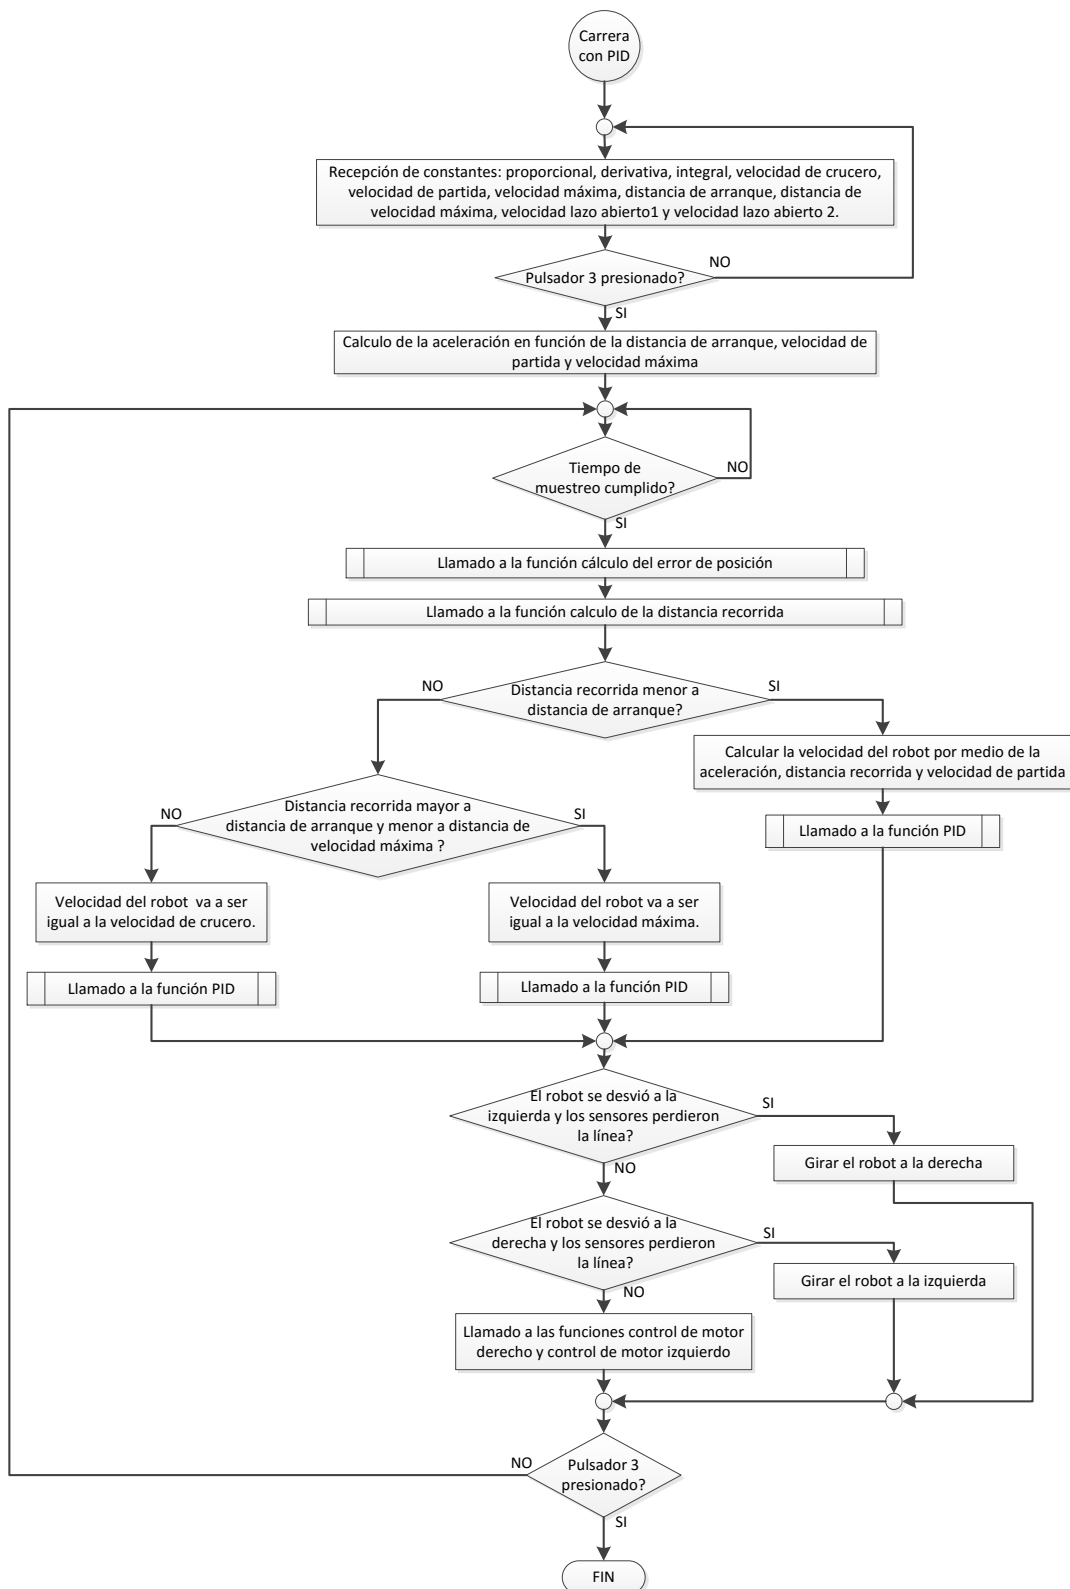 Carrera
con PID
Recepción de constantes: proporcional, derivativa, integral, velocidad de crucero,
velocidad de partida, velocidad máxima, distancia de arranque, distancia de
velocidad máxima, velocidad lazo abierto1 y velocidad lazo abierto 2.
Pulsador 3 presionado?
NO
SI
Calculo de la aceleración en función de la distancia de arranque, velocidad de
partida y velocidad máxima
Tiempo de
muestreo cumplido?
NO
SI
Llamado a la función cálculo del error de posición
Llamado a la función calculo de la distancia recorrida
NO
Distancia recorrida menor a
distancia de arranque?
SI
Calcular la velocidad del robot por medio de la
aceleración, distancia recorrida y velocidad de partida
Llamado a la función PID
NO
Distancia recorrida mayor a
distancia de arranque y menor a distancia de
velocidad máxima ?
SI
Velocidad del robot  va a ser
igual a la velocidad de crucero.
Llamado a la función PID
Velocidad del robot va a ser
igual a la velocidad máxima.
Llamado a la función PID
El robot se desvió a la
izquierda y los sensores perdieron
la línea?
SI
NO
Girar el robot a la derecha
El robot se desvió a la
derecha y los sensores perdieron
la línea?
SI
NO
Girar el robot a la izquierda
Llamado a las funciones control de motor
derecho y control de motor izquierdo
NO
Pulsador 3
presionado?
SI
FIN